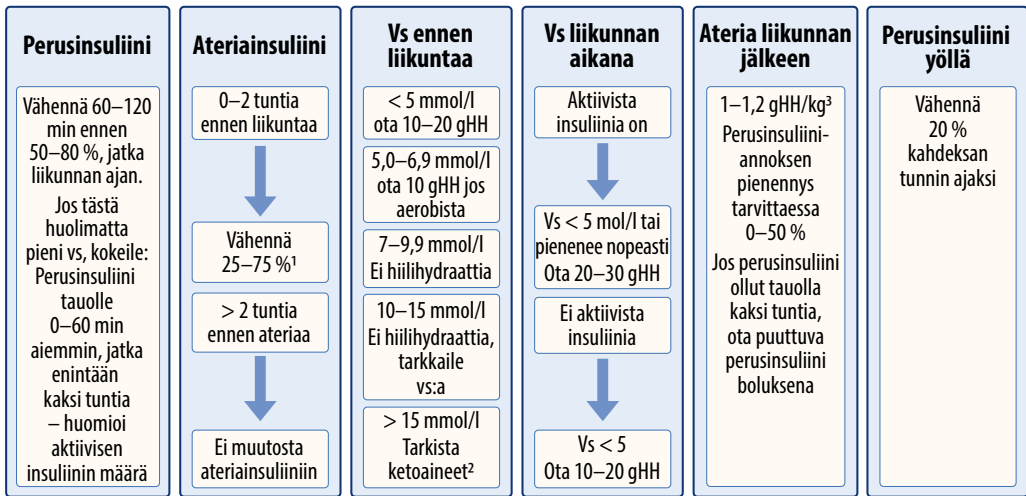 Perusinsuliini
Vähennä 60–120
min ennen
50–80 %, jatka
liikunnan ajan.
Jos tästä
huolimatta
pieni vs, kokeile:
Perusinsuliini
tauolle
0–60 min
aiemmin, jatka
enintään
kaksi tuntia
– huomioi
aktiivisen
insuliinin määrä
Ateriainsuliini
0–2 tuntia
ennen liikuntaa
Vähennä
25–75 %¹
> 2 tuntia
ennen ateriaa
Ei muutosta
ateriainsuliiniin
Vs ennen
liikuntaa
< 5 mmol/l
ota 10–20 gHH
5,0–6,9 mmol/l
ota 10 gHH jos
aerobista
7–9,9 mmol/l
Ei hiilihydraattia
10–15 mmol/l
Ei hiilihydraattia,
tarkkaile
vs:a
> 15 mmol/l
Tarkista
ketoaineet²
Vs liikunnan
aikana
Aktiivista
insuliinia on
Vs < 5 mol/l tai
pienenee nopeasti
Ota 20–30 gHH
Ei aktiivista
insuliinia
Vs < 5
Ota 10–20 gHH
Ateria liikunnan
jälkeen
1–1,2 gHH/kg³
Perusinsuliini-
annoksen
pienennys
tarvittaessa
0–50 %
Jos perusinsuliini
ollut tauolla
kaksi tuntia,
ota puuttuva
perusinsuliini
boluksena
Perusinsuliini
yöllä
Vähennä
20 %
kahdeksan
tunnin ajaksi